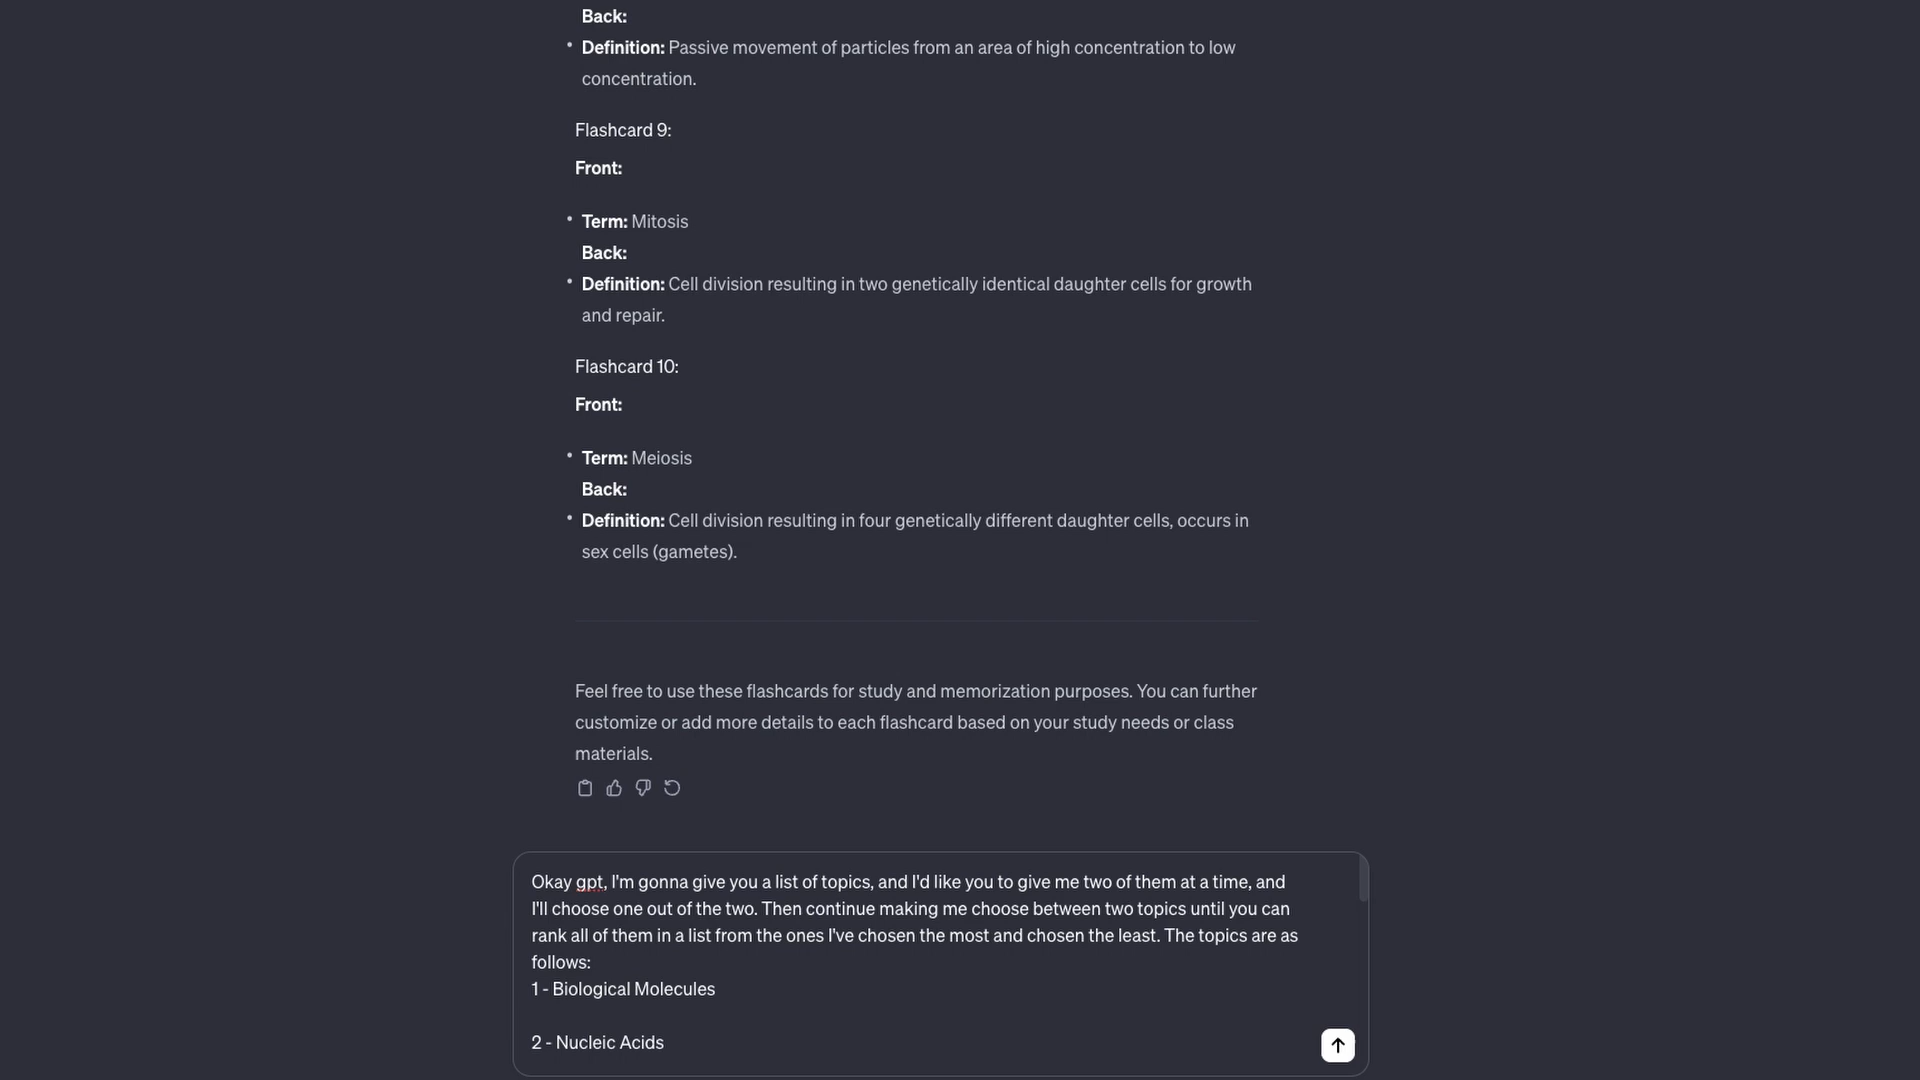 Back:
• Definition: Passive movement of particles from an area of high concentration to low
concentration.
Flashcard 9:
Front:
• Term: Mitosis
Back:
• Definition: Cell division resulting in two genetically identical daughter cells for growth
and repair.
Flashcard 10:
Front:
• Term: Meiosis
Back:
• Definition: Cell division resulting in four genetically different daughter cells, occurs in
sex cells (gametes).
Feel free to use these flashcards for study and memorization purposes. You can further
customize or add more details to each flashcard based on your study needs or class
materials.
Okay gpt, I'm gonna give you a list of topics, and I'd like you to give me two of them at a time, and
I'll choose one out of the two. Then continue making me choose between two topics until you can
rank all of them in a list from the ones I've chosen the most and chosen the least. The topics are as
follows:
1 - Biological Molecules
2 - Nucleic Acids